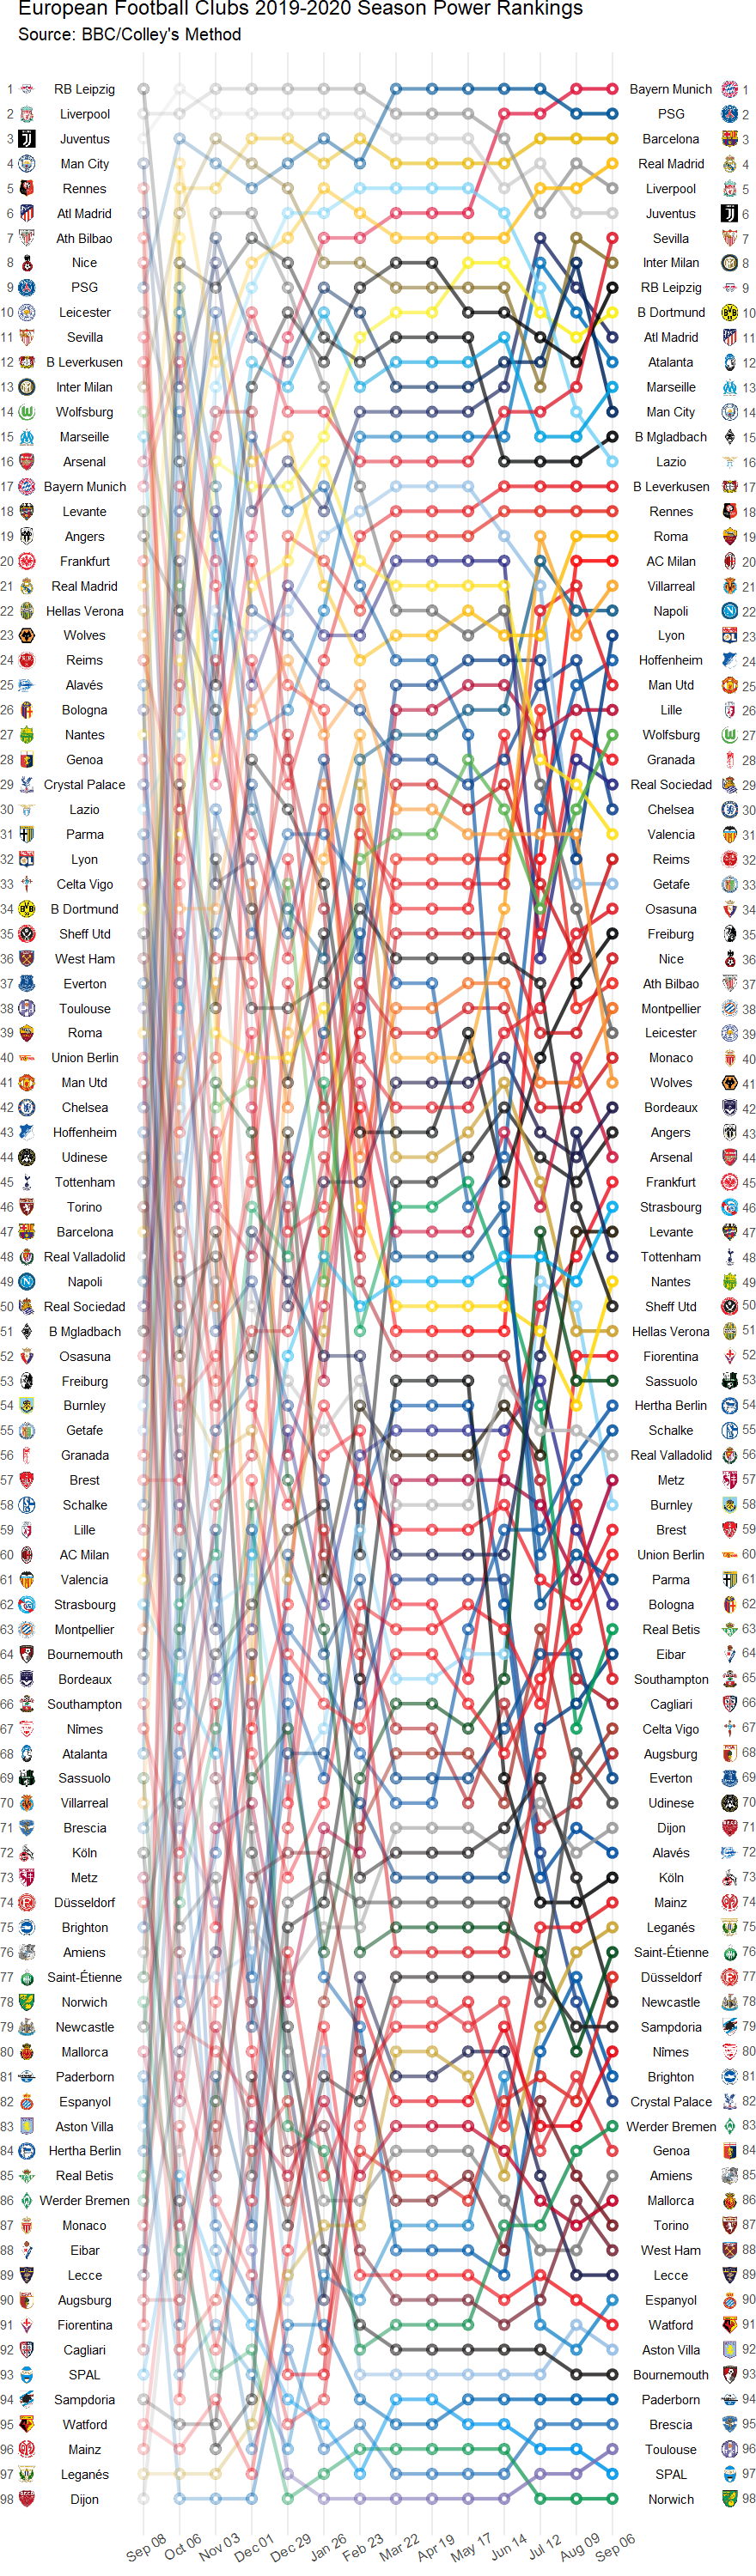 European Football Clubs 2019-2020 Season Power Rankings
Source: BBC/Colley's Method
1 RB Leipzig Bayern Munich 1
2 Liverpool PSG 2
3 Juventus Barcelona 3
4 Man City Real Madrid 4
5 Rennes Liverpool 5
6 Atl Madrid Juventus 6
7 Ath Bilbao Sevilla 7
8 Nice Inter Milan 8
9 PSG RB Leipzig 9
10 Leicester B Dortmund 10
11 Sevilla Atl Madrid 11
12 B Leverkusen Atalanta 12
13 Inter Milan Marseille 13
14 Wolfsburg Man City 14
15 Marseille B Mgladbach 15
16 Arsenal Lazio 16
17 Bayern Munich B Leverkusen 17
18 Levante Rennes 18
19 Angers Roma 19
20 Frankfurt AC Milan 20
21 Real Madrid Villarreal 21
22 Hellas Verona Napoli 22
23 Wolves Lyon 23
24 Reims Hoffenheim 24
25 Alavés Man Utd 25
26 Bologna Lille 26
27 Nantes Wolfsburg 27
28 Genoa Granada 28
29 Crystal Palace Real Sociedad 29
30 Lazio Chelsea 30
31 Parma Valencia 31
32 Lyon Reims 32
33 Celta Vigo Getafe 33
34 B Dortmund Osasuna 34
35 Sheff Utd Freiburg 35
36 West Ham Nice 36
37 Everton Ath Bilbao 37
38 Toulouse Montpellier 38
39 Roma Leicester 39
40 Union Berlin Monaco 40
41 Man Utd Wolves 41
42 Chelsea Bordeaux 42
43 Hoffenheim Angers 43
44 Udinese Arsenal 44
45 Tottenham Frankfurt 45
46 Torino Strasbourg 46
47 Barcelona Levante 47
48 Real Valladolid Tottenham 48
49 Napoli Nantes 49
50 Real Sociedad Sheff Utd 50
51 B Mgladbach Hellas Verona 51
52 Osasuna Fiorentina 52
53 Freiburg Sassuolo 53
54 Burnley Hertha Berlin 54
55 Getafe Schalke 55
56 Granada Real Valladolid 56
57 Brest Metz 57
58 Schalke Burnley 58
59 Lille Brest 59
60 AC Milan Union Berlin 60
61 Valencia Parma 61
62 Strasbourg Bologna 62
63 Montpellier Real Betis 63
64 Bournemouth Eibar 64
65 Bordeaux Southampton 65
66 Southampton Cagliari 66
67 Nîmes Celta Vigo 67
68 Atalanta Augsburg 68
69 Sassuolo Everton 69
70 Villarreal Udinese 70
71 Brescia Dijon 71
72 Köln Alavés 72
73 Metz Köln 73
74 Düsseldorf Mainz 74
75 Brighton Leganés 75
76 Amiens Saint-Étienne 76
77 Saint-Étienne Düsseldorf 77
78 Norwich Newcastle 78
79 Newcastle Sampdoria 79
80 Mallorca Nîmes 80
81 Paderborn Brighton 81
82 Espanyol Crystal Palace 82
83 Aston Villa Werder Bremen 83
84 Hertha Berlin Genoa 84
85 Real Betis Amiens 85
86 Werder Bremen Mallorca 86
87 Monaco Torino 87
88 Eibar West Ham 88
89 Lecce Lecce 89
90 Augsburg Espanyol 90
91 Fiorentina Watford 91
92 Cagliari Aston Villa 92
93 SPAL Bournemouth 93
94 Sampdoria Paderborn 94
95 Watford Brescia 95
96 Mainz Toulouse 96
97 Leganés SPAL 97
98 Dijon Norwich 98
Sep 08 Oct 06 Nov 03 Dec 01 Dec 29 Jan 26 Feb 23 Mar 22 Apr 19 May 17 Jun 14 Jul 12 Aug 09 Sep 06